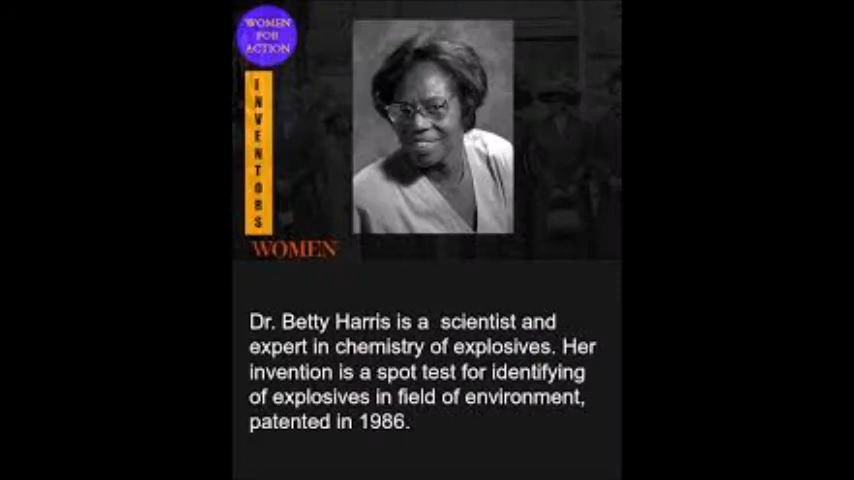 WOMEN
FOR
ACTION
INVENTORS
WOMEN
Dr. Betty Harris is a  scientist and
expert in chemistry of explosives. Her
invention is a spot test for identifying
of explosives in field of environment,
patented in 1986.